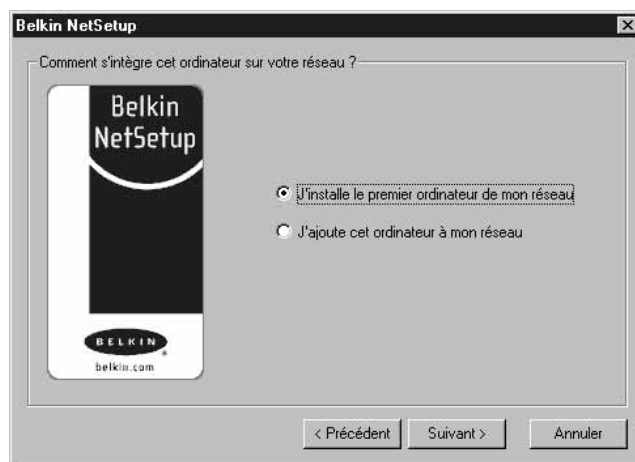 Belkin NetSetup
Comment s'intègre cet ordinateur sur votre réseau ?
Belkin
NetSetup
J'installe le premier ordinateur de mon réseau
J'ajoute cet ordinateur à mon réseau
BELKIN
®
belkin.com
< Précédent
Suivant >
Annuler